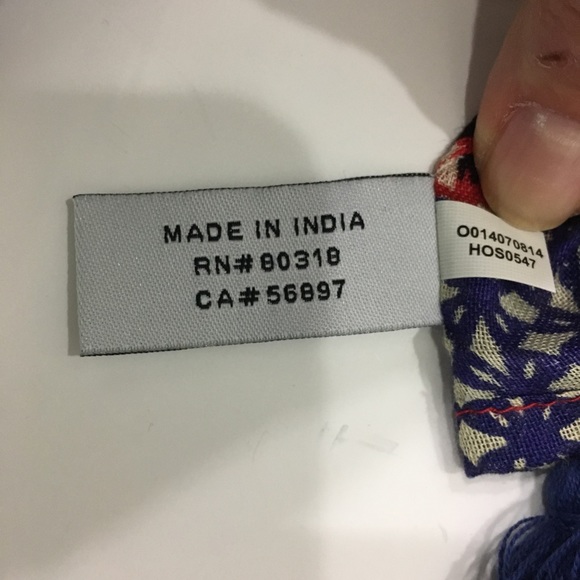 MADE IN INDIA
RN#80318
CA#56897
O014070814
HOS0547